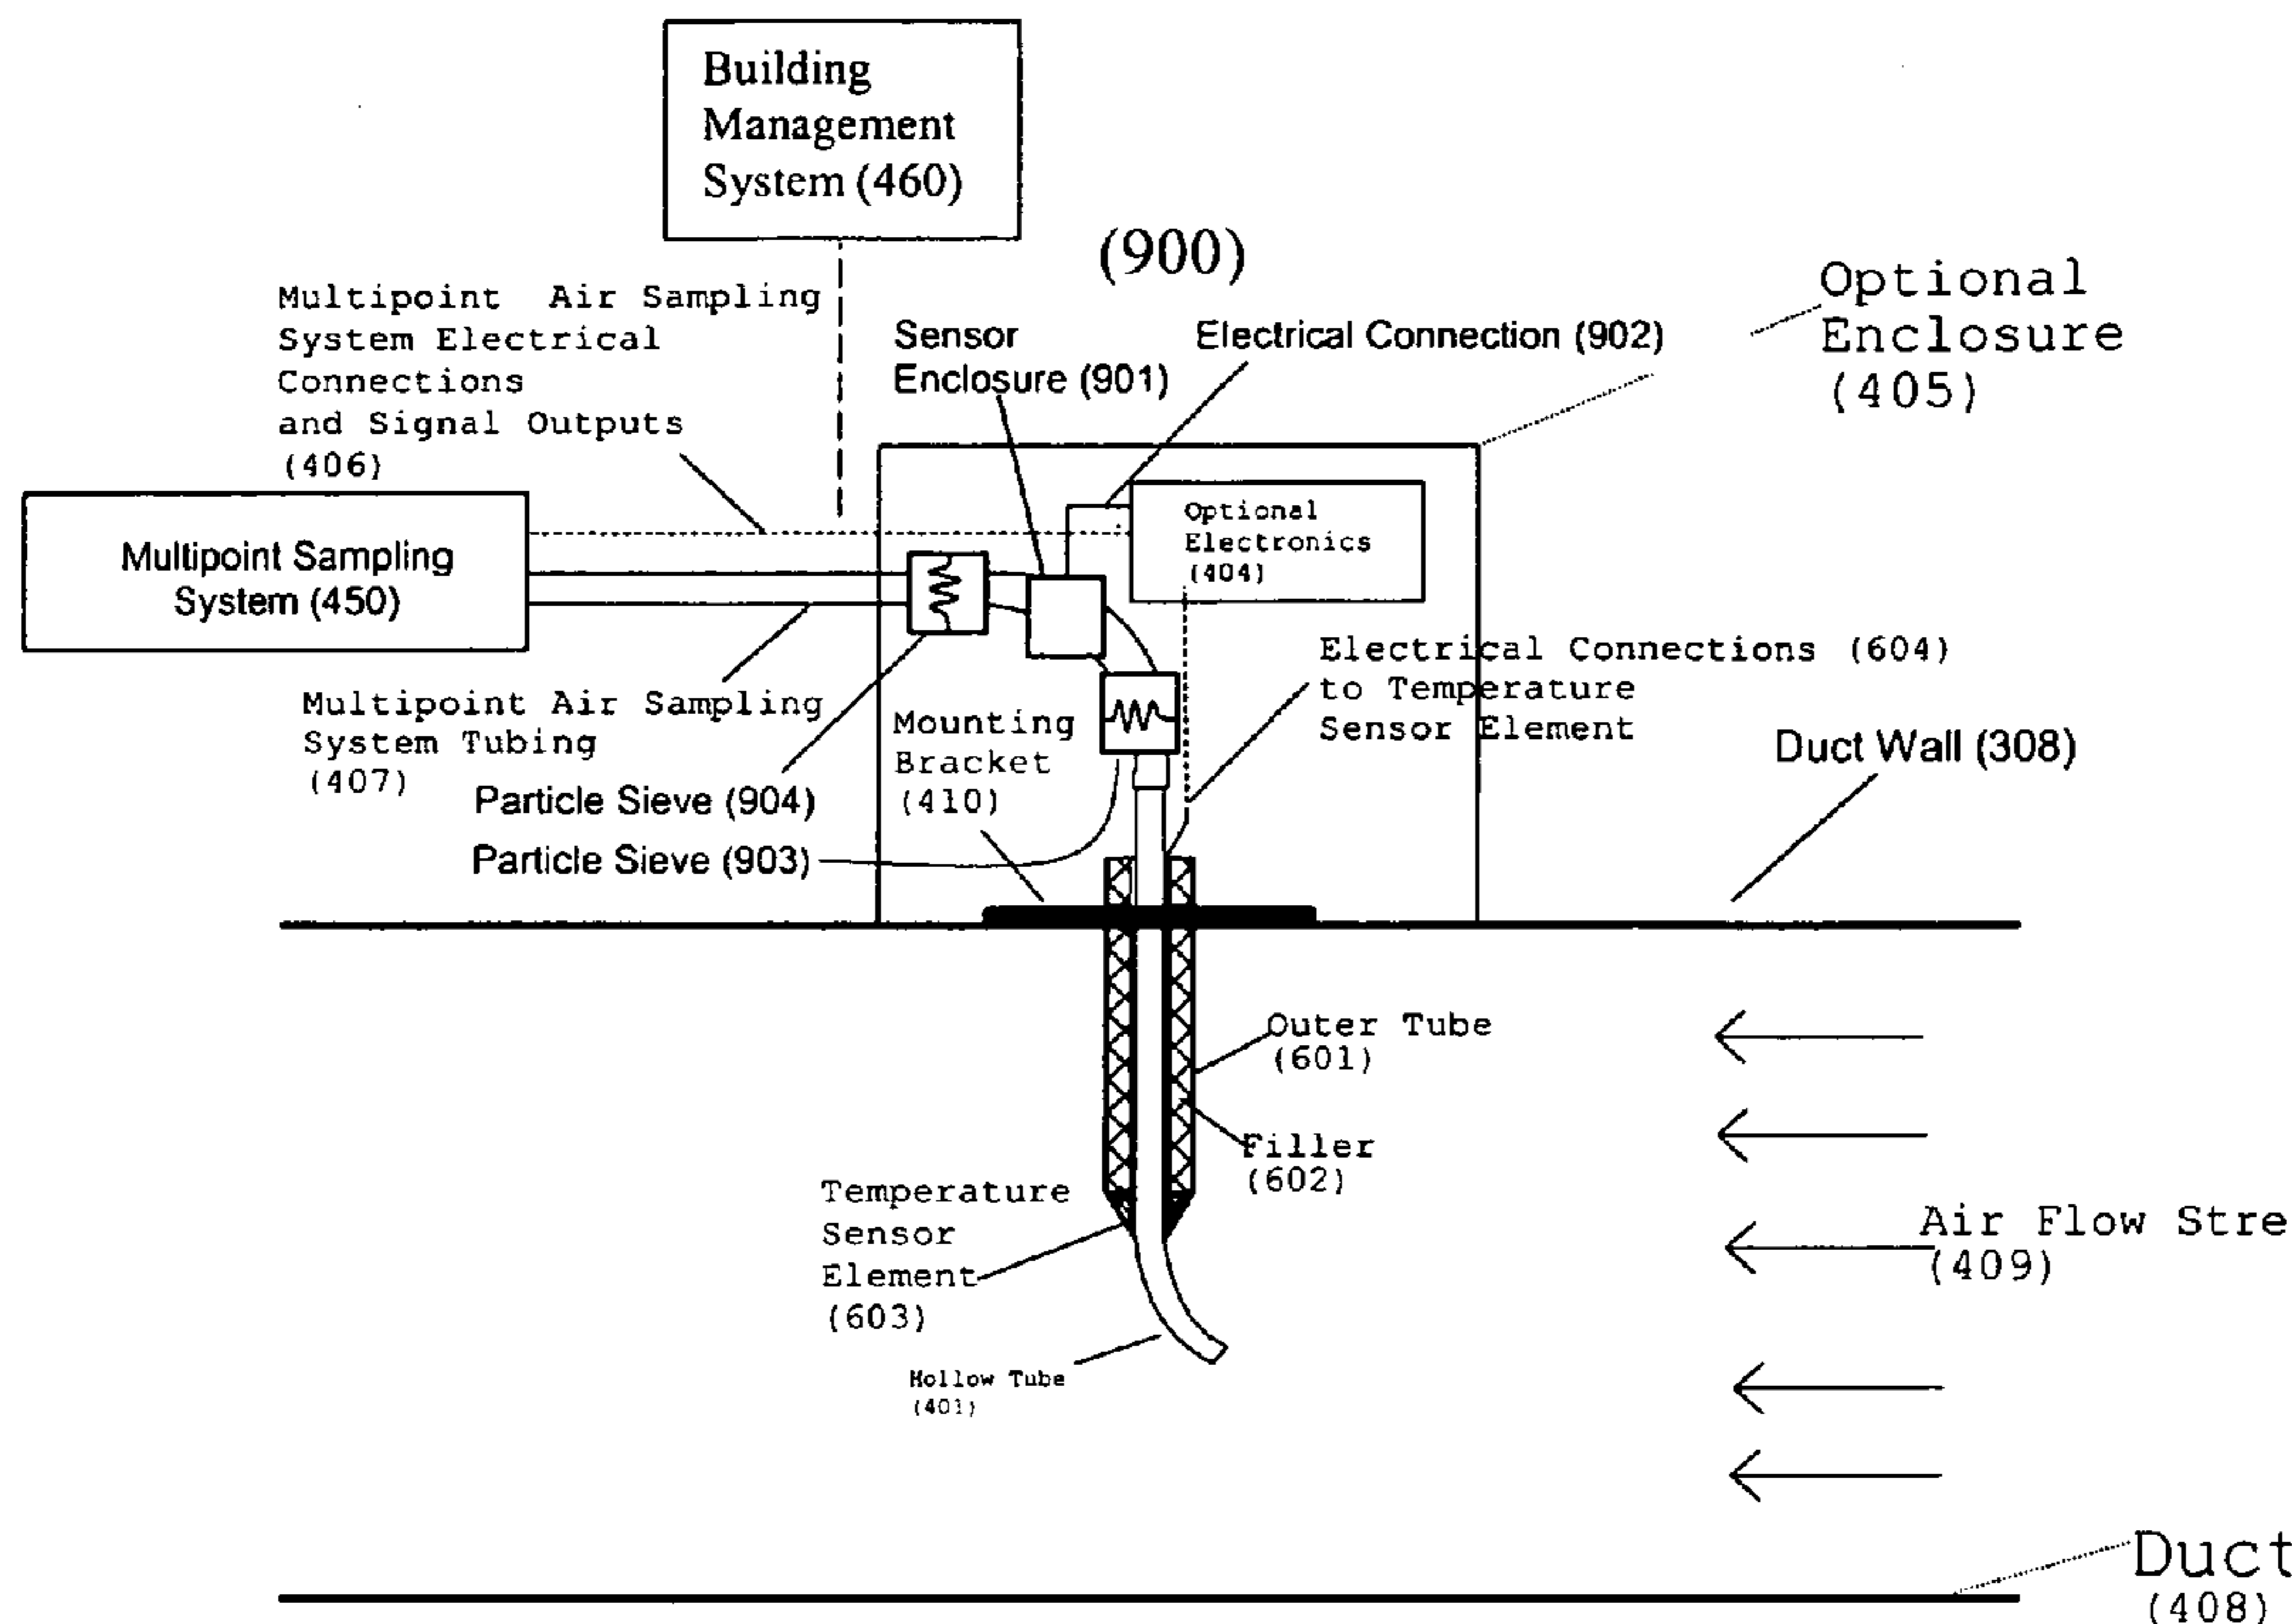 Building
Management
System (460)
(900)
Multipoint Air Sampling
System Electrical
Connections
and Signal Outputs
(406)
Sensor
Enclosure (901)
Electrical Connection (902)
Optional
Enclosure
(405)
Multipoint Sampling
System (450)
Optional
Electronics
(404)
Electrical Connections (604)
to Temperature
Sensor Element
Multipoint Air Sampling
System Tubing
(407)
Particle Sieve (904)
Particle Sieve (903)
Mounting
Bracket
(410)
Duct Wall (308)
Outer Tube
(601)
Filler
(602)
Temperature
Sensor
Element
(603)
Hollow Tube
(401)
Air Flow Stre
(409)
Duct
(408)